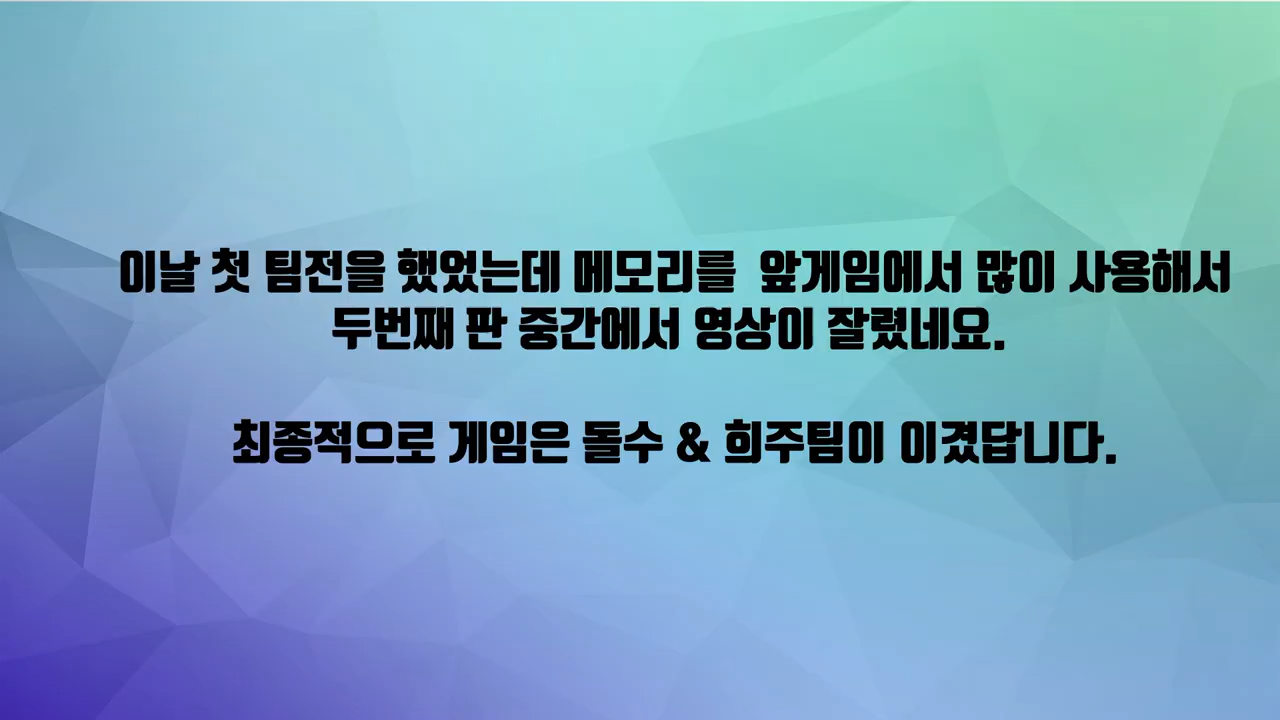 이날 첫 팀전을 했었는데 메모리를 앞게임에서 많이 사용해서
두번째 판 중간에서 영상이 잘렸네요.
최종적으로 게임은 돌수 & 희주팀이 이겼답니다.